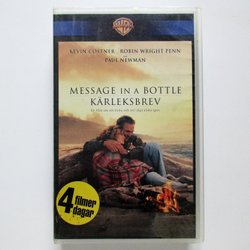 KEVIN COSTNER ROBIN WRIGHT PENN
PAUL NEWMAN
MESSAGE IN A BOTTLE
KÄRLEKSBREV
4 filmer
dagar